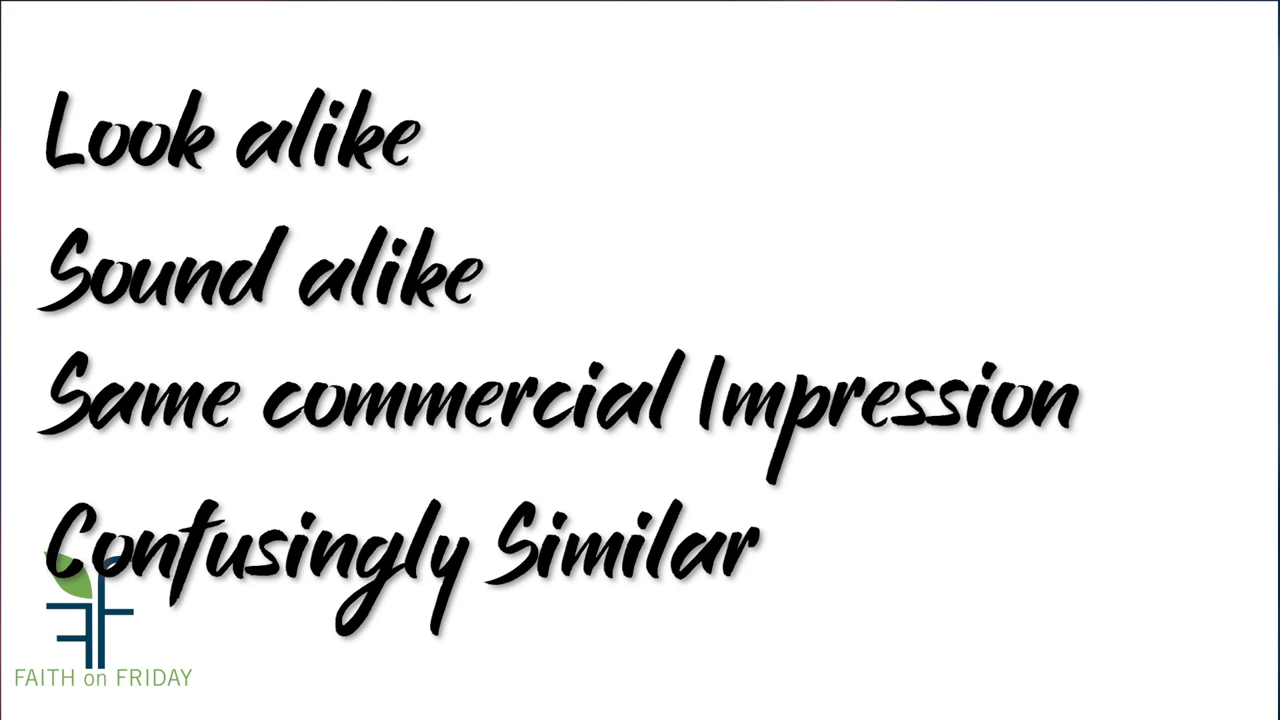 Look alike
Sound alike
Same commercial Impression
Confusingly Similar
FAITH on FRIDAY